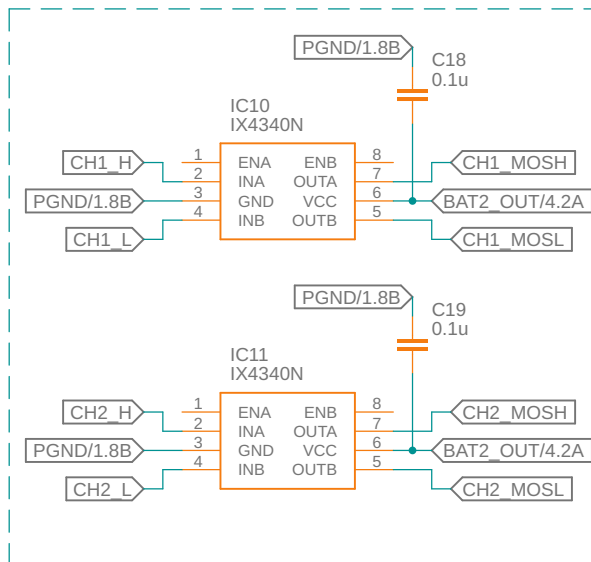 PGND/1.8B
C18
0.1u
IC10
IX4340N
CH1_H 1 ENA ENB 8 CH1_MOSH
2 INA OUTA 7
PGND/1.8B 3 GND VCC 6 BAT2_OUT/4.2A
CH1_L 4 INB OUTB 5 CH1_MOSL
PGND/1.8B
C19
0.1u
IC11
IX4340N
CH2_H 1 ENA ENB 8 CH2_MOSH
2 INA OUTA 7
PGND/1.8B 3 GND VCC 6 BAT2_OUT/4.2A
CH2_L 4 INB OUTB 5 CH2_MOSL